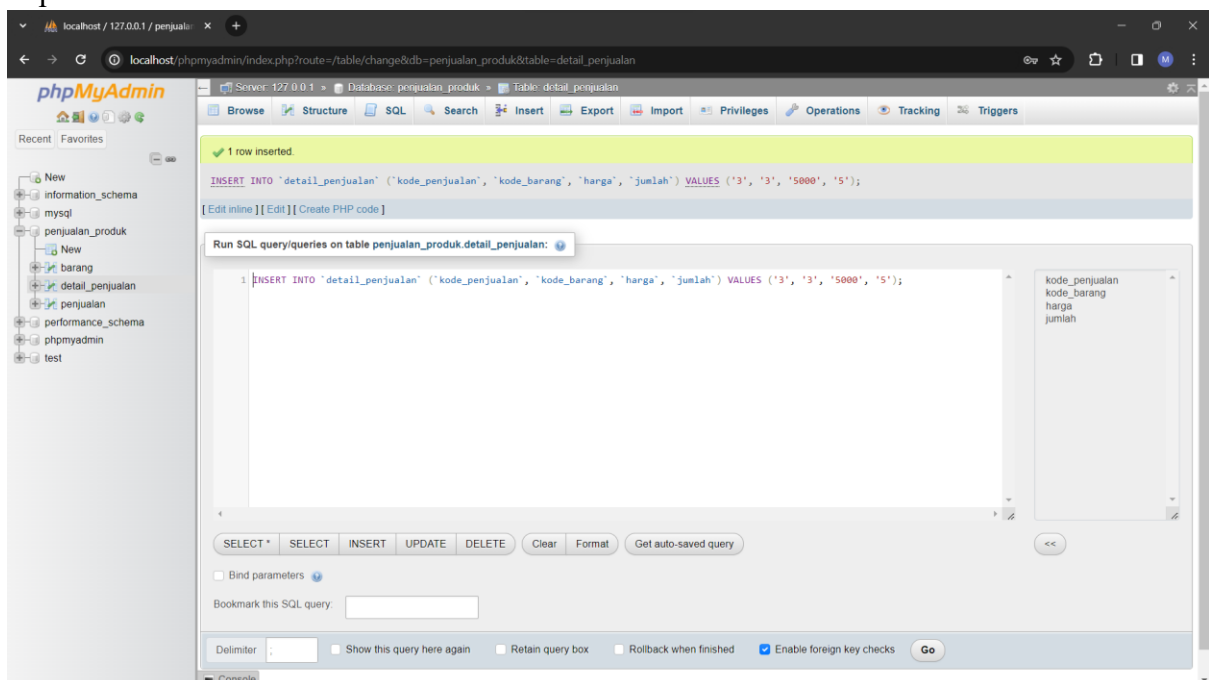 localhost / 127.0.0.1 / penjualan
localhost/phpmyadmin/index.php?route=/table/change&db=penjualan_produk&table=detail_penjualan
M
phpMyAdmin
Recent Favorites
New
information_schema
mysql
penjualan_produk
New
barang
detail_penjualan
penjualan
performance_schema
phpmyadmin
test
Server: 127.0.0.1 » Database: penjualan_produk » Table: detail_penjualan
Browse Structure SQL Search Insert Export Import Privileges Operations Tracking Triggers
1 row inserted.
INSERT INTO `detail_penjualan` (`kode_penjualan`, `kode_barang`, `harga`, `jumlah`) VALUES ('3', '3', '5000', '5');
[ Edit inline ] [ Edit ] [ Create PHP code ]
Run SQL query/queries on table penjualan_produk.detail_penjualan:
1 INSERT INTO `detail_penjualan` (`kode_penjualan`, `kode_barang`, `harga`, `jumlah`) VALUES ('3', '3', '5000', '5');
kode_penjualan
kode_barang
harga
jumlah
SELECT * SELECT INSERT UPDATE DELETE Clear Format Get auto-saved query <<
Bind parameters
Bookmark this SQL query:
Delimiter ; Show this query here again Retain query box Rollback when finished Enable foreign key checks Go
Console